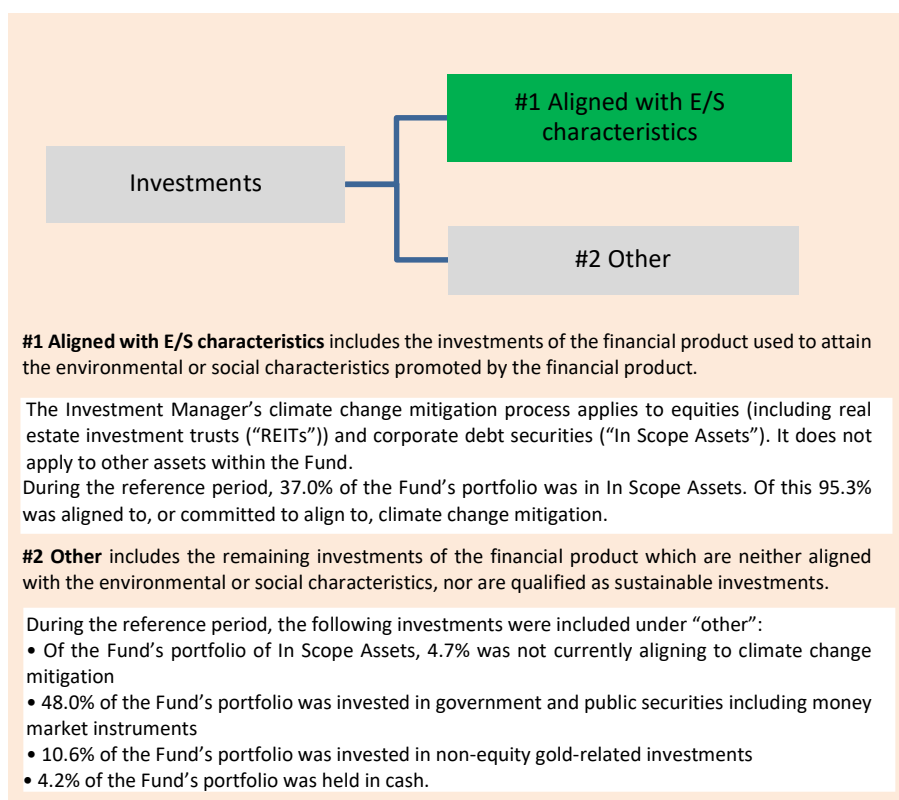 #1 Aligned with E/S
characteristics
Investments
#2 Other
#1 Aligned with E/S characteristics includes the investments of the financial product used to attain
the environmental or social characteristics promoted by the financial product.
The Investment Manager’s climate change mitigation process applies to equities (including real
estate investment trusts (“REITs”)) and corporate debt securities (“In Scope Assets”). It does not
apply to other assets within the Fund.
During the reference period, 37.0% of the Fund’s portfolio was in In Scope Assets. Of this 95.3%
was aligned to, or committed to align to, climate change mitigation.
#2 Other includes the remaining investments of the financial product which are neither aligned
with the environmental or social characteristics, nor are qualified as sustainable investments.
During the reference period, the following investments were included under “other”:
• Of the Fund’s portfolio of In Scope Assets, 4.7% was not currently aligning to climate change
mitigation
• 48.0% of the Fund’s portfolio was invested in government and public securities including money
market instruments
• 10.6% of the Fund’s portfolio was invested in non-equity gold-related investments
• 4.2% of the Fund’s portfolio was held in cash.